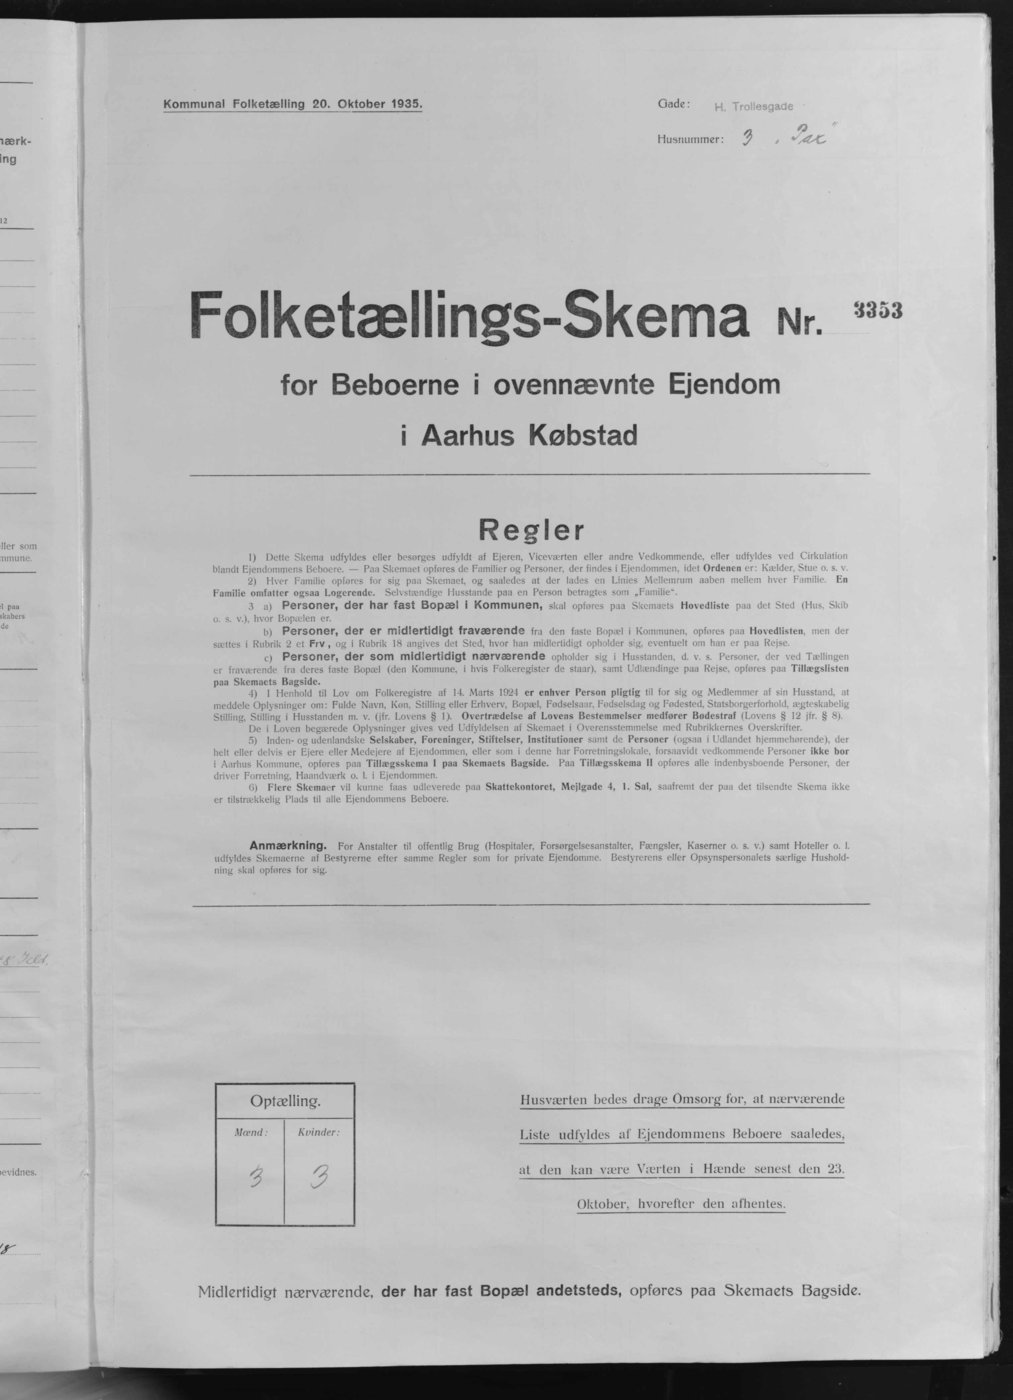 Kommunal Folketælling 20. Oktober 1935.
Gade: H. Trollesgade
Husnummer: 3 „Pax"
Folketællings-Skema Nr. 3353
for Beboerne i ovennævnte Ejendom
i Aarhus Købstad
Regler
1) Dette Skema udfyldes eller besørges udfyldt af Ejeren, Viceværten eller andre Vedkommende, eller udfyldes ved Cirkulation
blandt Ejendommens Beboere. — Paa Skemaet opføres de Familier og Personer, der findes i Ejendommen, idet Ordenen er: Kælder, Stue o. s. v.
2) Hver Familie opføres for sig paa Skemaet, og saaledes at der lades en Linies Mellemrum aaben mellem hver Familie. En
Familie omfatter ogsaa Logerende. Selvstændige Husstande paa en Person betragtes som „Familie".
3 a) Personer, der har fast Bopæl i Kommunen, skal opføres paa Skemaets Hovedliste paa det Sted (Hus, Skib
o. s. v.), hvor Bopælen er.
b) Personer, der er midlertidigt fraværende fra den faste Bopæl i Kommunen, opføres paa Hovedlisten, men der
sættes i Rubrik 2 et Frv, og i Rubrik 18 angives det Sted, hvor han midlertidigt opholder sig, eventuelt om han er paa Rejse.
c) Personer, der som midlertidigt nærværende opholder sig i Husstanden, d. v. s. Personer, der ved Tællingen
er fraværende fra deres faste Bopæl (den Kommune, i hvis Folkeregister de staar), samt Udlændinge paa Rejse, opføres paa Tillægslisten
paa Skemaets Bagside.
4) I Henhold til Lov om Folkeregistre af 14. Marts 1924 er enhver Person pligtig til for sig og Medlemmer af sin Husstand, at
meddele Oplysninger om: Fulde Navn, Køn, Stilling eller Erhverv, Bopæl, Fødselsaar, Fødselsdag og Fødested, Statsborgerforhold, ægteskabelig
Stilling, Stilling i Husstanden m. v. (jfr. Lovens § 1). Overtrædelse af Lovens Bestemmelser medfører Bødestraf (Lovens § 12 jfr. § 8).
De i Loven begærede Oplysninger gives ved Udfyldelsen af Skemaet i Overensstemmelse med Rubrikkernes Overskrifter.
5) Inden- og udenlandske Selskaber, Foreninger, Stiftelser, Institutioner samt de Personer (ogsaa i Udlandet hjemmehørende), der
helt eller delvis er Ejere eller Medejere af Ejendommen, eller som i denne har Forretningslokale, forsaavidt vedkommende Personer ikke bor
i Aarhus Kommune, opføres paa Tillægsskema I paa Skemaets Bagside. Paa Tillægsskema II opføres alle indenbysboende Personer, der
driver Forretning, Haandværk o. l. i Ejendommen.
6) Flere Skemaer vil kunne faas udleverede paa Skattekontoret, Mejlgade 4, 1. Sal, saafremt der paa det tilsendte Skema ikke
er tilstrækkelig Plads til alle Ejendommens Beboere.
Anmærkning. For Anstalter til offentlig Brug (Hospitaler, Forsørgelsesanstalter, Fængsler, Kaserner o. s. v.) samt Hoteller o. l.
udfyldes Skemaerne af Bestyrerne efter samme Regler som for private Ejendomme. Bestyrerens eller Opsynspersonalets særlige Hushold-
ning skal opføres for sig.
Optælling.
Mænd: Kvinder:
3 3
Husværten bedes drage Omsorg for, at nærværende
Liste udfyldes af Ejendommens Beboere saaledes,
at den kan være Værten i Hænde senest den 23.
Oktober, hvorefter den afhentes.
Midlertidigt nærværende, der har fast Bopæl andetsteds, opføres paa Skemaets Bagside.